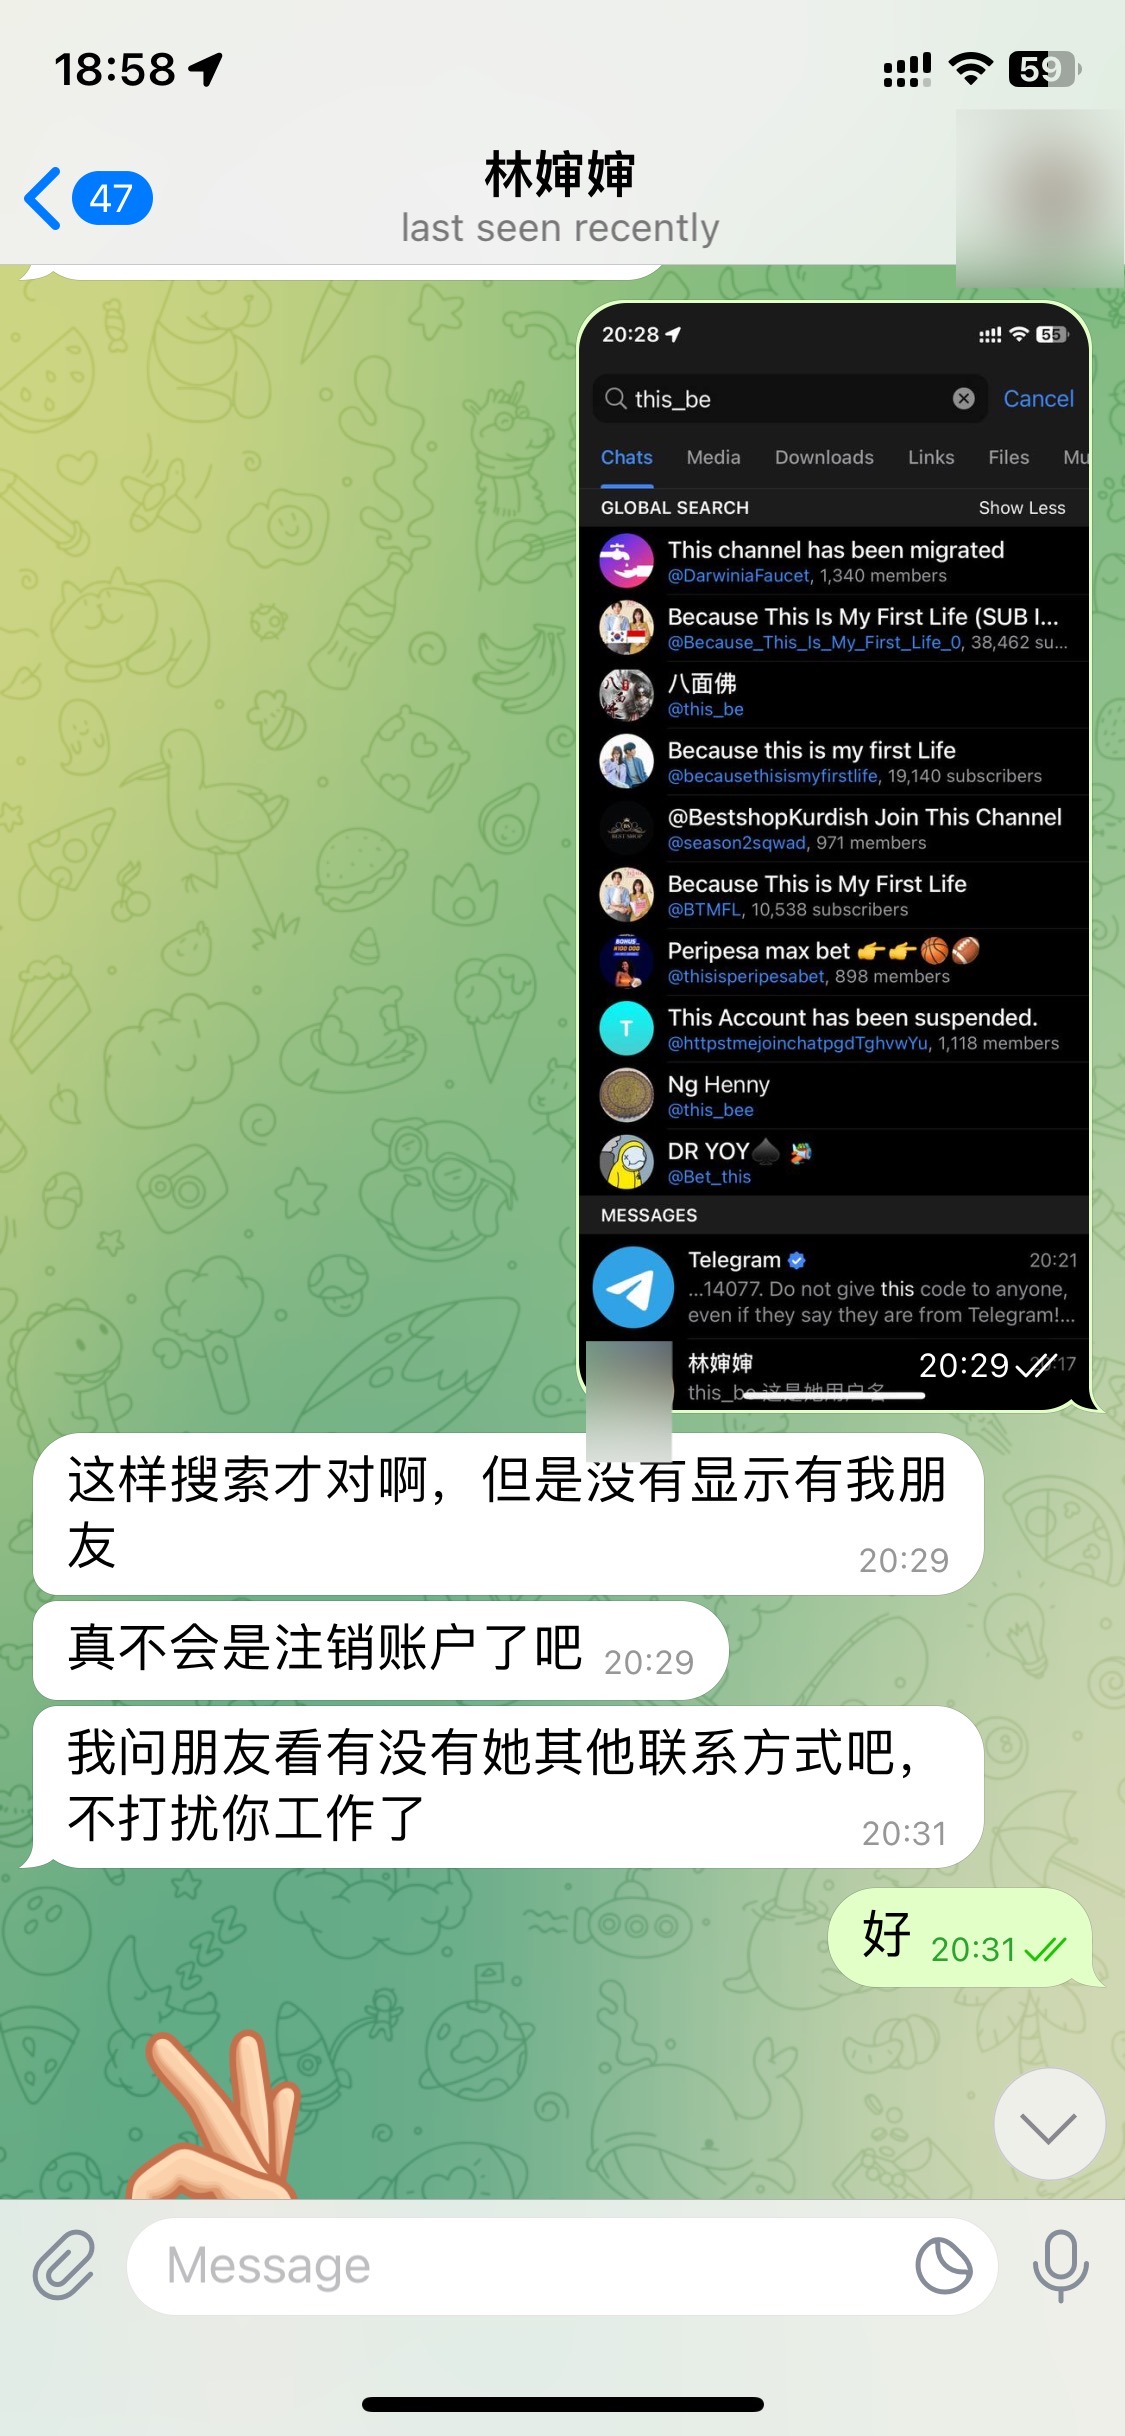 18:58
59
47
林婶婶
last seen recently
20:28
55
this_be
Cancel
Chats Media Downloads Links Files Mu
GLOBAL SEARCH Show Less
This channel has been migrated
@DarwiniaFaucet, 1,340 members
Because This Is My First Life (SUB I...
@Because_This_Is_My_First_Life_0, 38,462 su...
八面佛
@this_be
Because this is my first Life
@becausethisismyfirstlife, 19,140 subscribers
@BestshopKurdish Join This Channel
@season2sqwad, 971 members
Because This is My First Life
@BTMFL, 10,538 subscribers
Peripesa max bet 👉👉🏀🏈
@thisisperipesabet, 898 members
T
This Account has been suspended.
@httpstmejoinchatpgdTghvwYu, 1,118 members
Ng Henny
@this_bee
DR YOY♠
@Bet_this
MESSAGES
Telegram 20:21
...14077. Do not give this code to anyone,
even if they say they are from Telegram!...
林婶婶 20:17
this_be 这是她用户名
20:29
这样搜索才对啊，但是没有显示有我朋
友
20:29
真不会是注销账户了吧 20:29
我问朋友看有没有她其他联系方式吧，
不打扰你工作了
20:31
好 20:31
Message